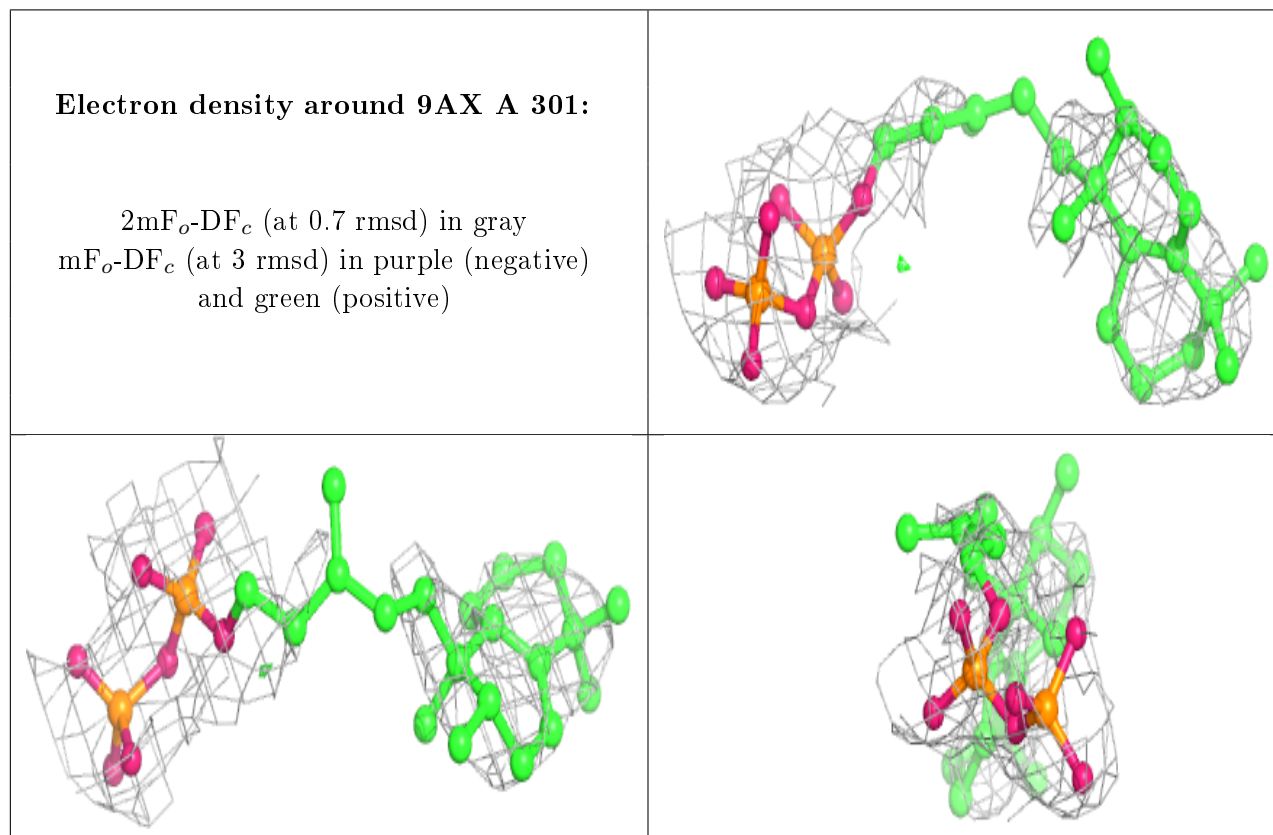 Electron density around 9AX A 301:
2mFo-DFc (at 0.7 rmsd) in gray
mFo-DFc (at 3 rmsd) in purple (negative)
and green (positive)